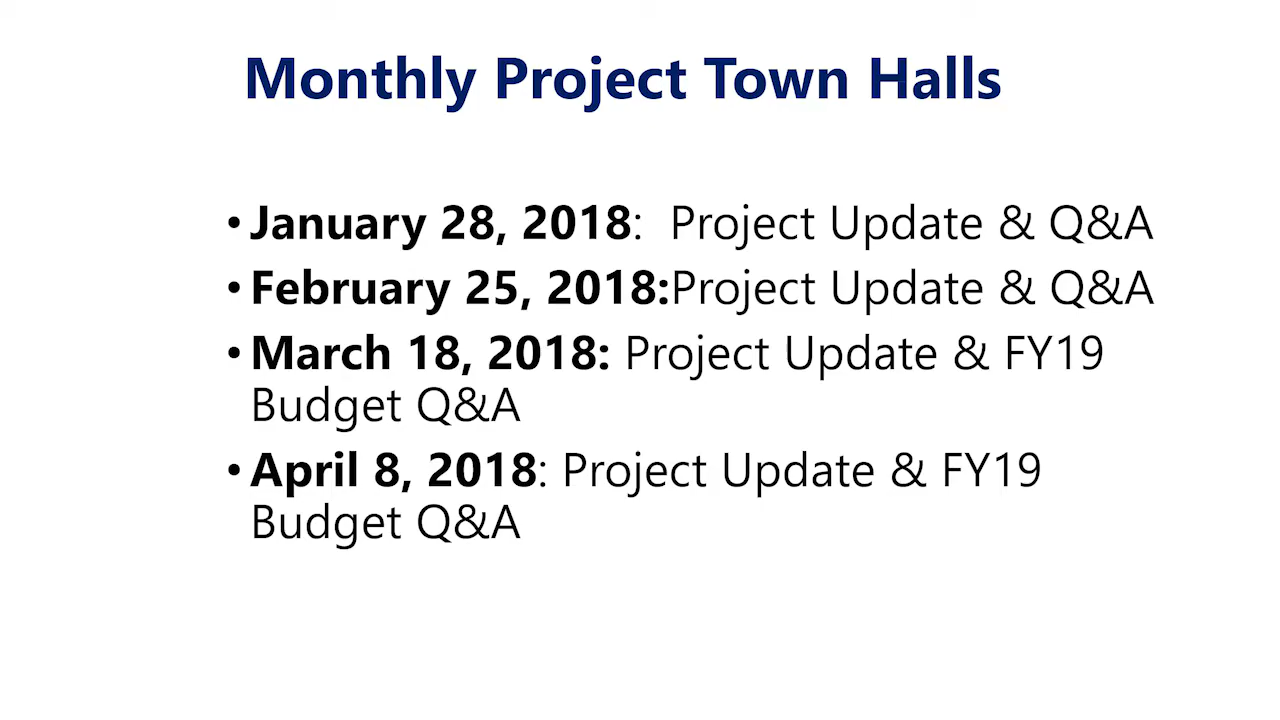 Monthly Project Town Halls
•January 28, 2018:  Project Update & Q&A
•February 25, 2018:Project Update & Q&A
•March 18, 2018: Project Update & FY19
Budget Q&A
•April 8, 2018: Project Update & FY19
Budget Q&A